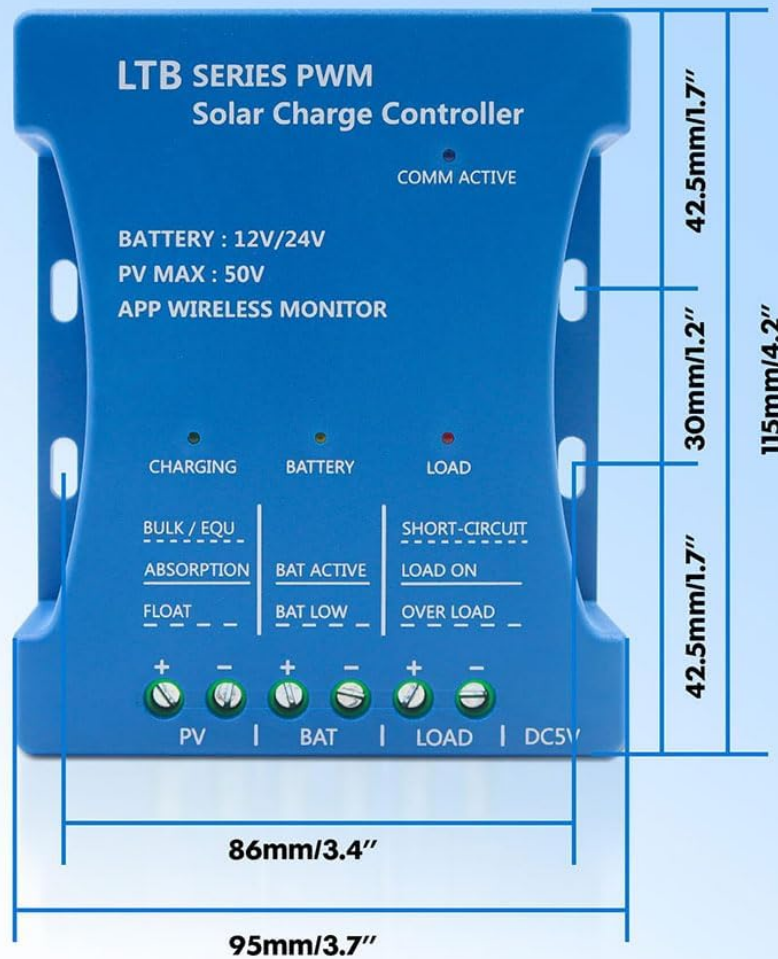 LTB SERIES PWM
Solar Charge Controller
COMM ACTIVE
BATTERY : 12V/24V
PV MAX : 50V
APP WIRELESS MONITOR
CHARGING BATTERY LOAD
BULK / EQU SHORT-CIRCUIT
ABSORPTION BAT ACTIVE LOAD ON
FLOAT BAT LOW OVER LOAD
+ - + - + -
PV | BAT | LOAD | DC5V
42.5mm/1.7"
30mm/1.2"
42.5mm/1.7"
115mm/4.2"
86mm/3.4"
95mm/3.7"